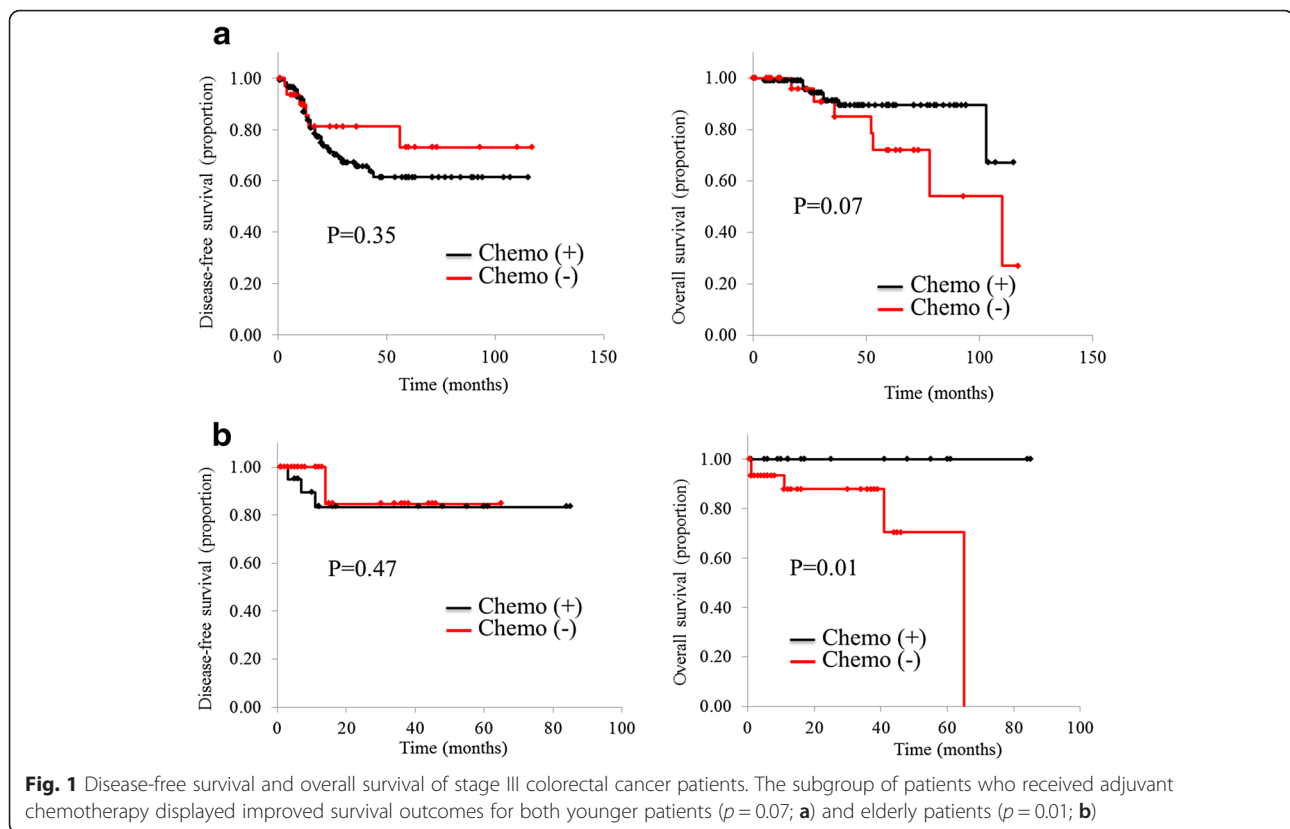 a
Disease-free survival (proportion)
1.00
0.80
0.60
0.40
0.20
0.00
P=0.35
Chemo (+)
Chemo (-)
0 50 100 150
Time (months)
Overall survival (proportion)
1.00
0.80
0.60
0.40
0.20
0.00
P=0.07
Chemo (+)
Chemo (-)
0 50 100 150
Time (months)
b
Disease-free survival (proportion)
1.00
0.80
0.60
0.40
0.20
0.00
P=0.47
Chemo (+)
Chemo (-)
0 20 40 60 80 100
Time (months)
Overall survival (proportion)
1.00
0.80
0.60
0.40
0.20
0.00
P=0.01
Chemo (+)
Chemo (-)
0 20 40 60 80 100
Time (months)
Fig. 1 Disease-free survival and overall survival of stage III colorectal cancer patients. The subgroup of patients who received adjuvant
chemotherapy displayed improved survival outcomes for both younger patients (p = 0.07; a) and elderly patients (p = 0.01; b)